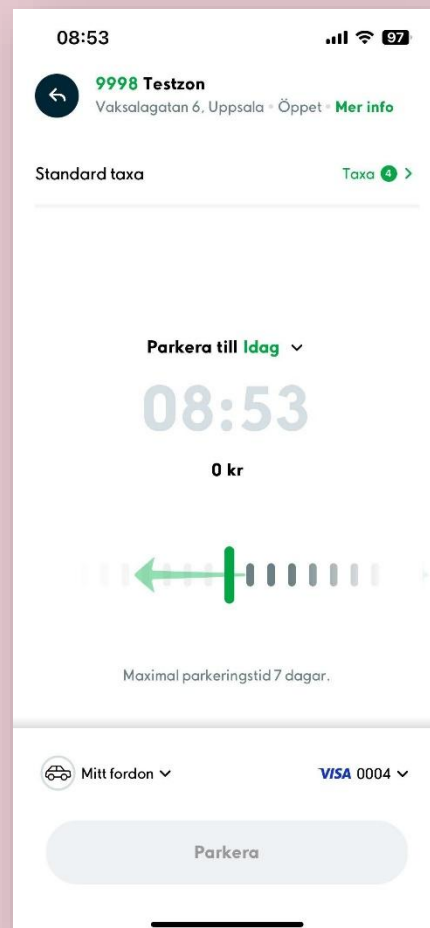 08:53
97
9998 Testzon
Vaksalagatan 6, Uppsala • Öppet • Mer info
Standard taxa
Taxa 4 >
Parkera till Idag
08:53
0 kr
Maximal parkeringstid 7 dagar.
Mitt fordon
VISA 0004
Parkera